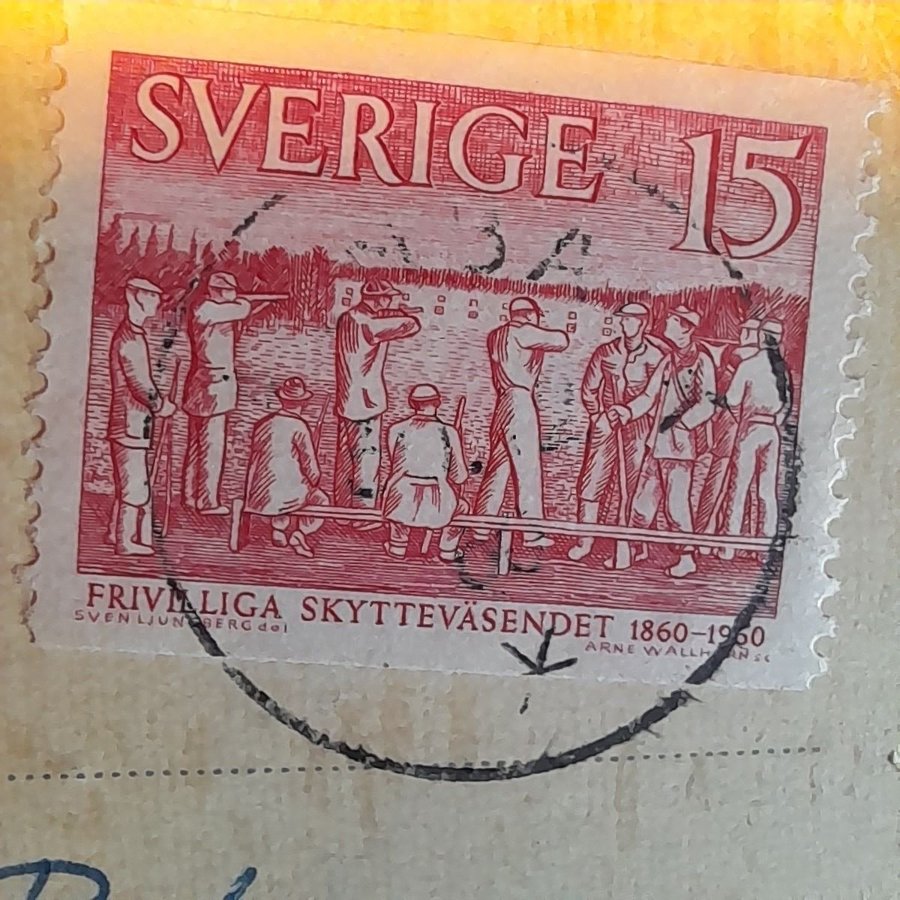 SVERIGE 15
FRIVILLIGA SKYTTEVÄSENDET 1860-1960
SVEN LJUNGBERG del
ARNE WALLHORN sc